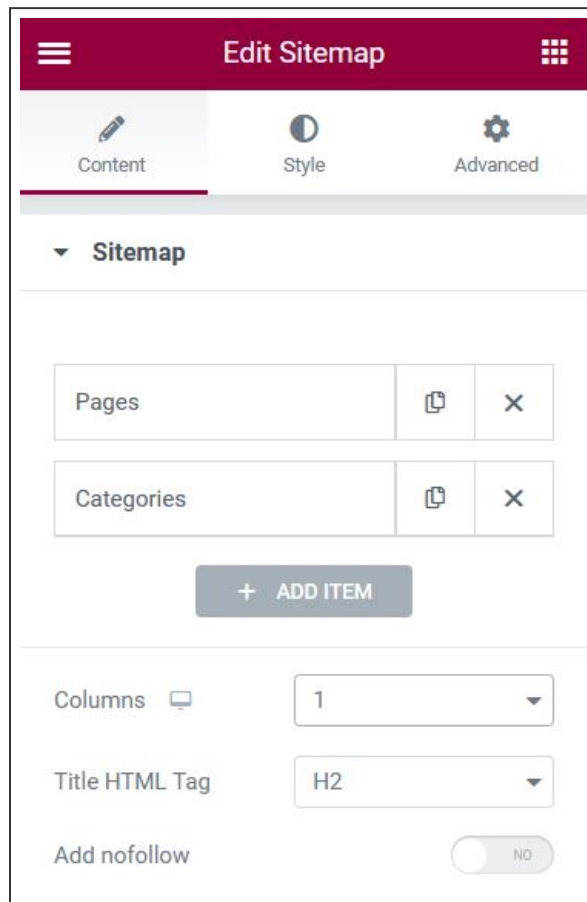 Edit Sitemap
Content Style Advanced
Sitemap
Pages
Categories
+ ADD ITEM
Columns 1
Title HTML Tag H2
Add nofollow NO